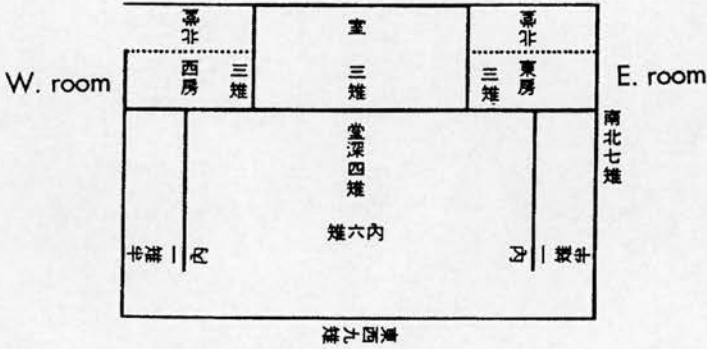 北堂
室
北堂
W. room
西房
三雉
三雉
三雉
東房
E. room
南北七雉
堂深四雉
內六雉
內一雉半
內一雉半
東西九雉